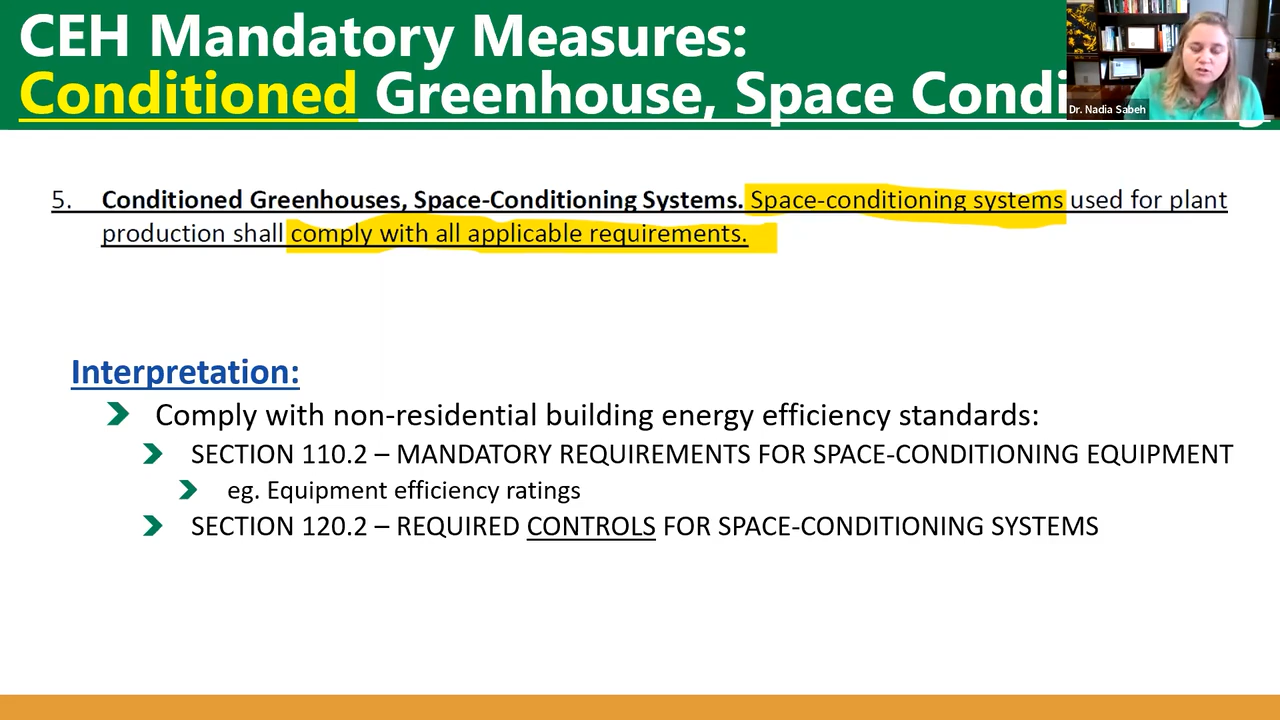 CEH Mandatory Measures:
Conditioned Greenhouse, Space Condi
Dr. Nadia Sabeh
5. Conditioned Greenhouses, Space-Conditioning Systems. Space-conditioning systems used for plant
production shall comply with all applicable requirements.
Interpretation:
Comply with non-residential building energy efficiency standards:
SECTION 110.2 – MANDATORY REQUIREMENTS FOR SPACE-CONDITIONING EQUIPMENT
eg. Equipment efficiency ratings
SECTION 120.2 – REQUIRED CONTROLS FOR SPACE-CONDITIONING SYSTEMS